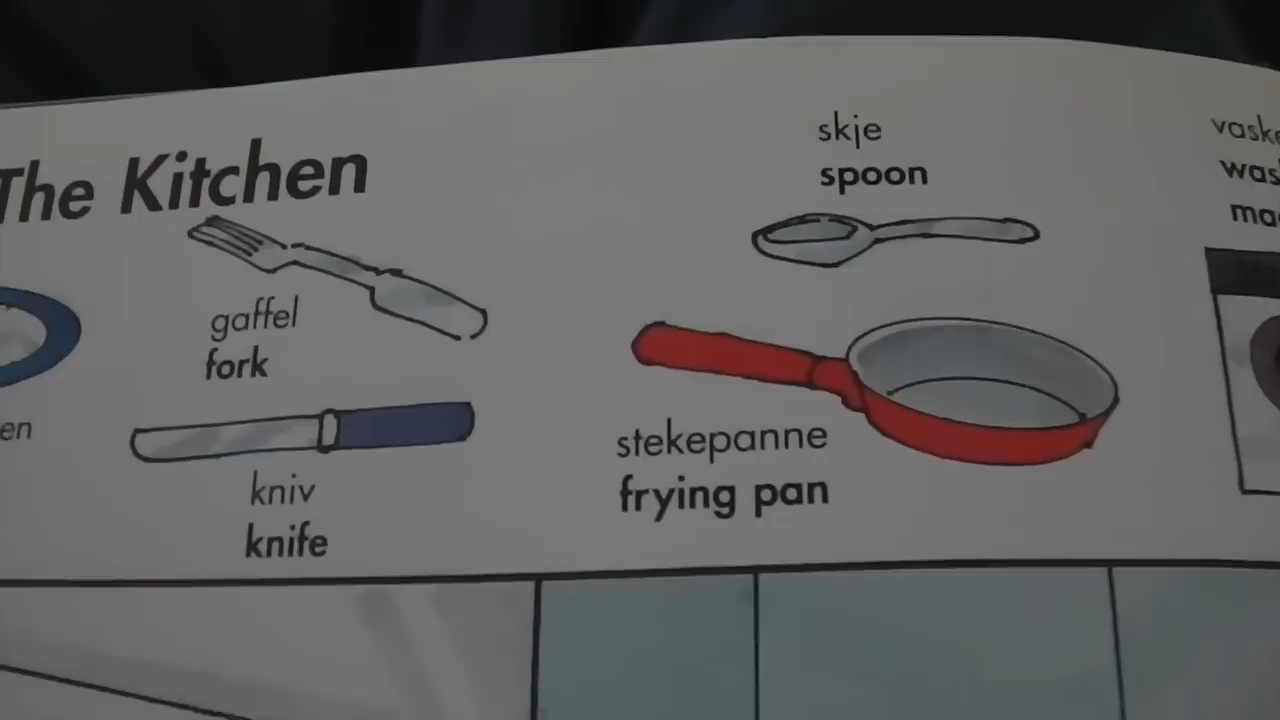 The Kitchen
gaffel
fork
kniv
knife
skje
spoon
stekepanne
frying pan